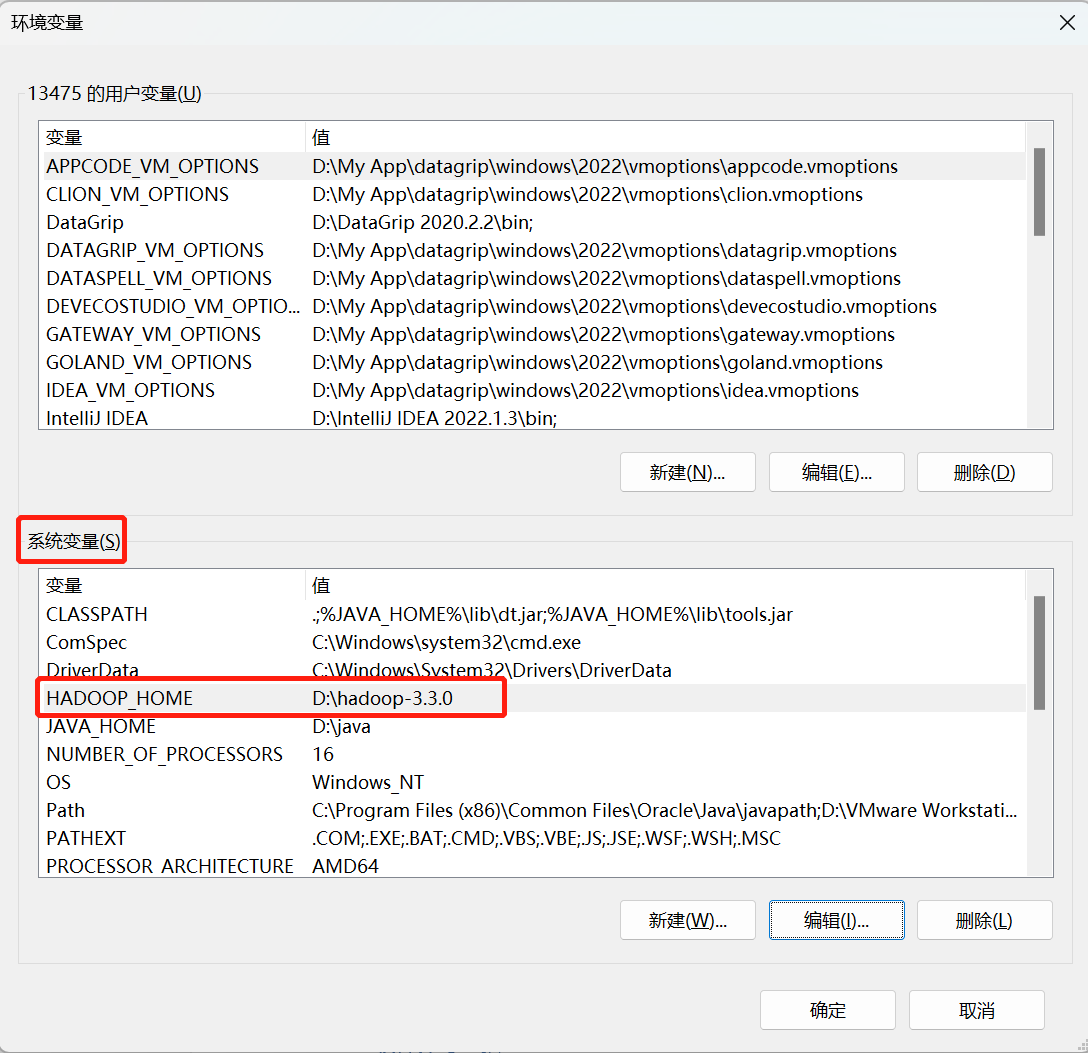 环境变量
13475 的用户变量(U)
变量 值
APPCODE_VM_OPTIONS D:\My App\datagrip\windows\2022\vmoptions\appcode.vmoptions
CLION_VM_OPTIONS D:\My App\datagrip\windows\2022\vmoptions\clion.vmoptions
DataGrip D:\DataGrip 2020.2.2\bin;
DATAGRIP_VM_OPTIONS D:\My App\datagrip\windows\2022\vmoptions\datagrip.vmoptions
DATASPELL_VM_OPTIONS D:\My App\datagrip\windows\2022\vmoptions\dataspell.vmoptions
DEVECOSTUDIO_VM_OPTIO... D:\My App\datagrip\windows\2022\vmoptions\devecostudio.vmoptions
GATEWAY_VM_OPTIONS D:\My App\datagrip\windows\2022\vmoptions\gateway.vmoptions
GOLAND_VM_OPTIONS D:\My App\datagrip\windows\2022\vmoptions\goland.vmoptions
IDEA_VM_OPTIONS D:\My App\datagrip\windows\2022\vmoptions\idea.vmoptions
IntelliJ IDEA D:\IntelliJ IDEA 2022.1.3\bin;
新建(N)... 编辑(E)... 删除(D)
系统变量(S)
变量 值
CLASSPATH .;%JAVA_HOME%\lib\dt.jar;%JAVA_HOME%\lib\tools.jar
ComSpec C:\Windows\system32\cmd.exe
DriverData C:\Windows\System32\Drivers\DriverData
HADOOP_HOME D:\hadoop-3.3.0
JAVA_HOME D:\java
NUMBER_OF_PROCESSORS 16
OS Windows_NT
Path C:\Program Files (x86)\Common Files\Oracle\Java\javapath;D:\VMware Workstati...
PATHEXT .COM;.EXE;.BAT;.CMD;.VBS;.VBE;.JS;.JSE;.WSF;.WSH;.MSC
PROCESSOR_ARCHITECTURE AMD64
新建(W)... 编辑(I)... 删除(L)
确定 取消